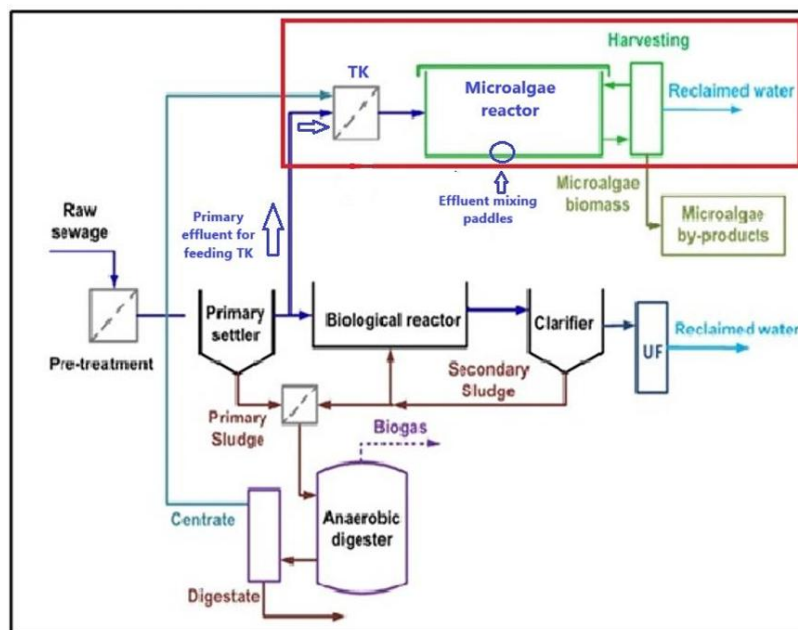 Harvesting
TK
Microalgae
reactor
Reclaimed water
Effluent mixing
paddles
Microalgae
biomass
Microalgae
by-products
Primary
effluent for
feeding TK
Raw
sewage
Pre-treatment
Primary
settler
Biological reactor
Clarifier
UF
Reclaimed water
Secondary
Sludge
Primary
Sludge
Biogas
Anaerobic
digester
Centrate
Digestate